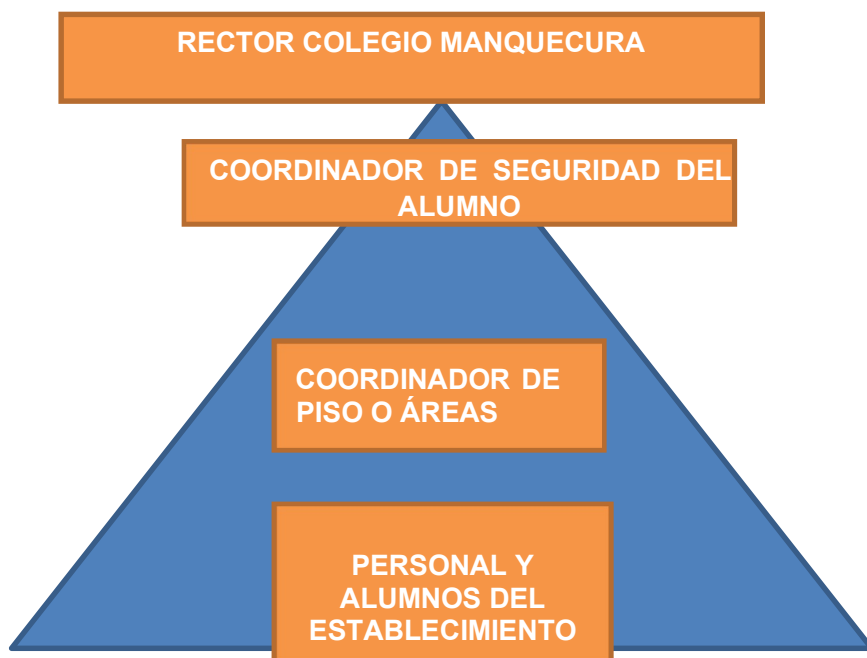 RECTOR COLEGIO MANQUECURA
COORDINADOR DE SEGURIDAD DEL
ALUMNO
COORDINADOR DE
PISO O ÁREAS
PERSONAL Y
ALUMNOS DEL
ESTABLECIMIENTO